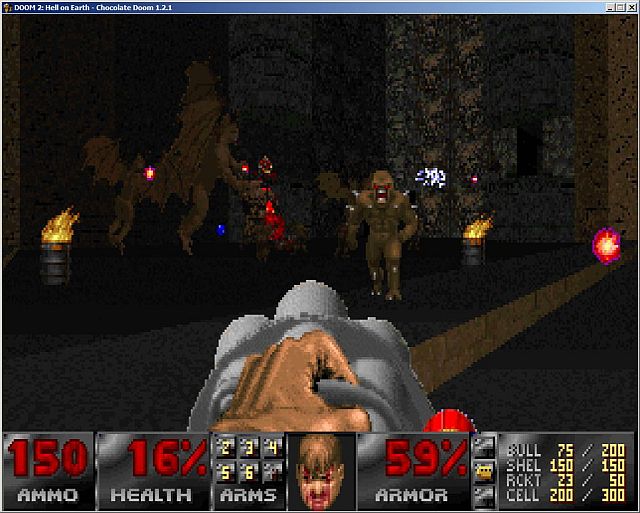 DOOM 2: Hell on Earth - Chocolate Doom 1.2.1
150 16% 2 3 4 59% BULL 75 / 200
5 6 SHEL 150 / 150
RCKT 23 / 50
AMMO HEALTH ARMS ARMOR CELL 200 / 300